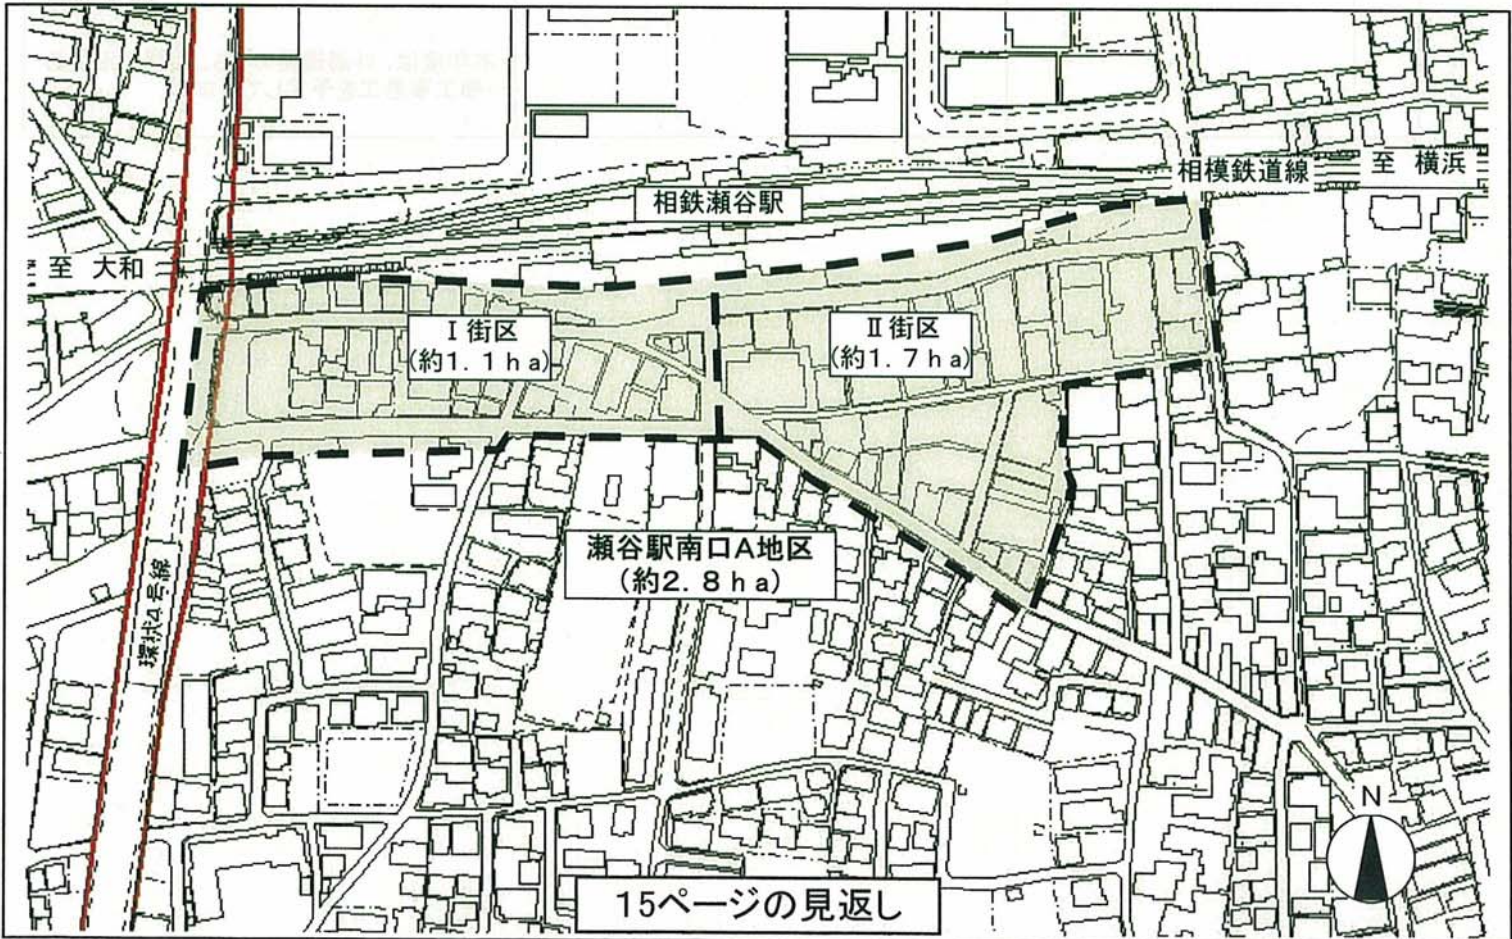 相模鉄道線
至 横浜
相鉄瀬谷駅
至 大和
Ⅰ街区
(約1.1ha)
Ⅱ街区
(約1.7ha)
瀬谷駅南口A地区
(約2.8ha)
環状4号線
N
15ページの見返し